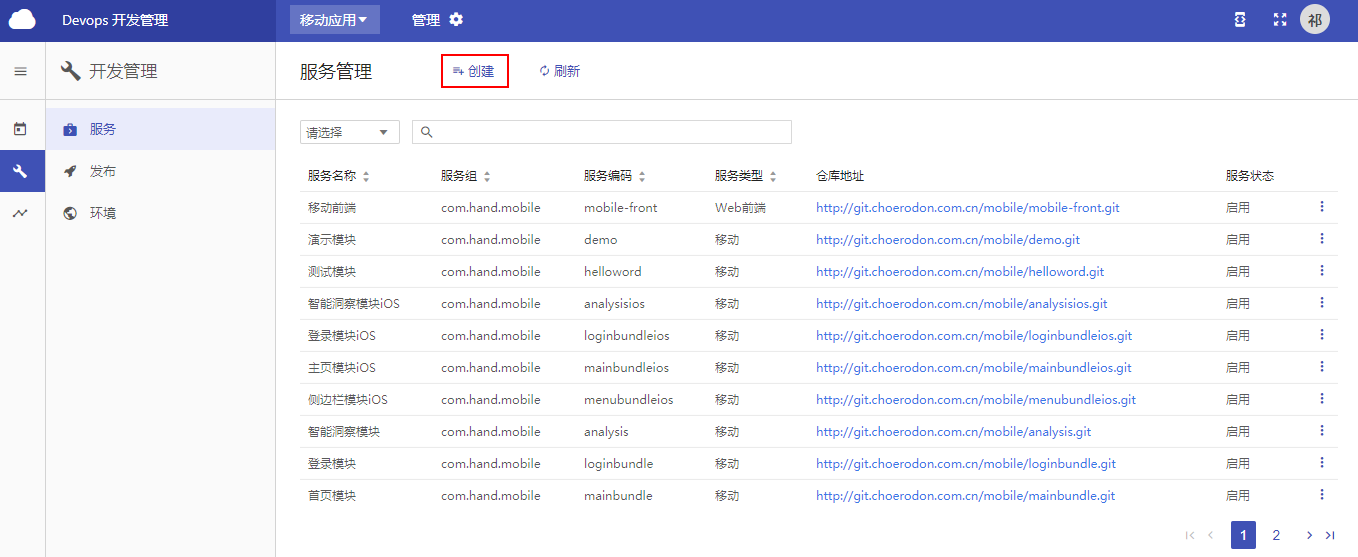 Devops 开发管理 移动应用 管理 祁
开发管理 服务管理 创建 刷新
服务
发布
环境
请选择
服务名称 服务组 服务编码 服务类型 仓库地址 服务状态
移动前端 com.hand.mobile mobile-front Web前端 http://git.choerodon.com.cn/mobile/mobile-front.git 启用
演示模块 com.hand.mobile demo 移动 http://git.choerodon.com.cn/mobile/demo.git 启用
测试模块 com.hand.mobile helloword 移动 http://git.choerodon.com.cn/mobile/helloword.git 启用
智能洞察模块iOS com.hand.mobile analysisios 移动 http://git.choerodon.com.cn/mobile/analysisios.git 启用
登录模块iOS com.hand.mobile loginbundleios 移动 http://git.choerodon.com.cn/mobile/loginbundleios.git 启用
主页模块iOS com.hand.mobile mainbundleios 移动 http://git.choerodon.com.cn/mobile/mainbundleios.git 启用
侧边栏模块iOS com.hand.mobile menubundleios 移动 http://git.choerodon.com.cn/mobile/menubundleios.git 启用
智能洞察模块 com.hand.mobile analysis 移动 http://git.choerodon.com.cn/mobile/analysis.git 启用
登录模块 com.hand.mobile loginbundle 移动 http://git.choerodon.com.cn/mobile/loginbundle.git 启用
首页模块 com.hand.mobile mainbundle 移动 http://git.choerodon.com.cn/mobile/mainbundle.git 启用
1 2